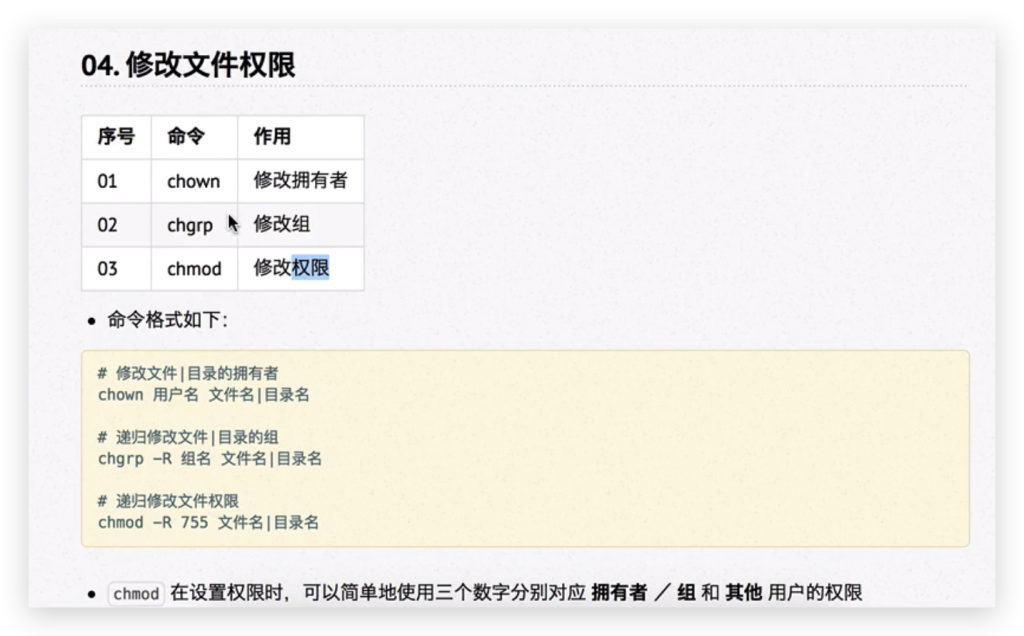 04. 修改文件权限
序号 命令 作用
01 chown 修改拥有者
02 chgrp 修改组
03 chmod 修改权限
• 命令格式如下：
# 修改文件|目录的拥有者
chown 用户名 文件名|目录名
# 递归修改文件|目录的组
chgrp -R 组名 文件名|目录名
# 递归修改文件权限
chmod -R 755 文件名|目录名
• chmod 在设置权限时，可以简单地使用三个数字分别对应 拥有者 ／ 组 和 其他 用户的权限